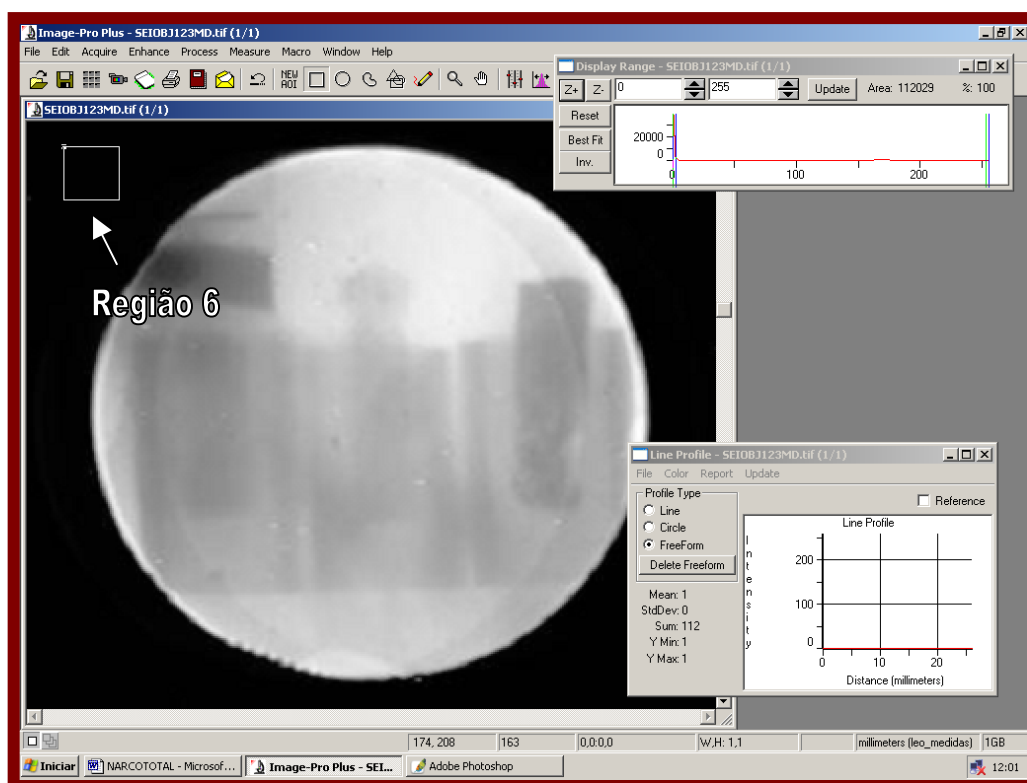 Image-Pro Plus - SEIOBJ123MD.tif (1/1)
File Edit Acquire Enhance Process Measure Macro Window Help
NEW AOI
SEIOBJ123MD.tif (1/1)
Região 6
Display Range - SEIOBJ123MD.tif (1/1)
Z+ Z- 0 255 Update Area: 112029 %: 100
Reset
Best Fit
Inv.
20000
0
0 100 200
Line Profile - SEIOBJ123MD.tif (1/1)
File Color Report Update
Profile Type
Line
Circle
FreeForm
Delete Freeform
Mean: 1
StdDev: 0
Sum: 112
Y Min: 1
Y Max: 1
Reference
Line Profile
Intensity
200
100
0
0 10 20
Distance (millimeters)
174, 208 163 0,0:0,0 W,H: 1,1 millimeters (leo_medidas) 1GB
Iniciar NARCOTOTAL - Microsof... Image-Pro Plus - SEI... Adobe Photoshop 12:01